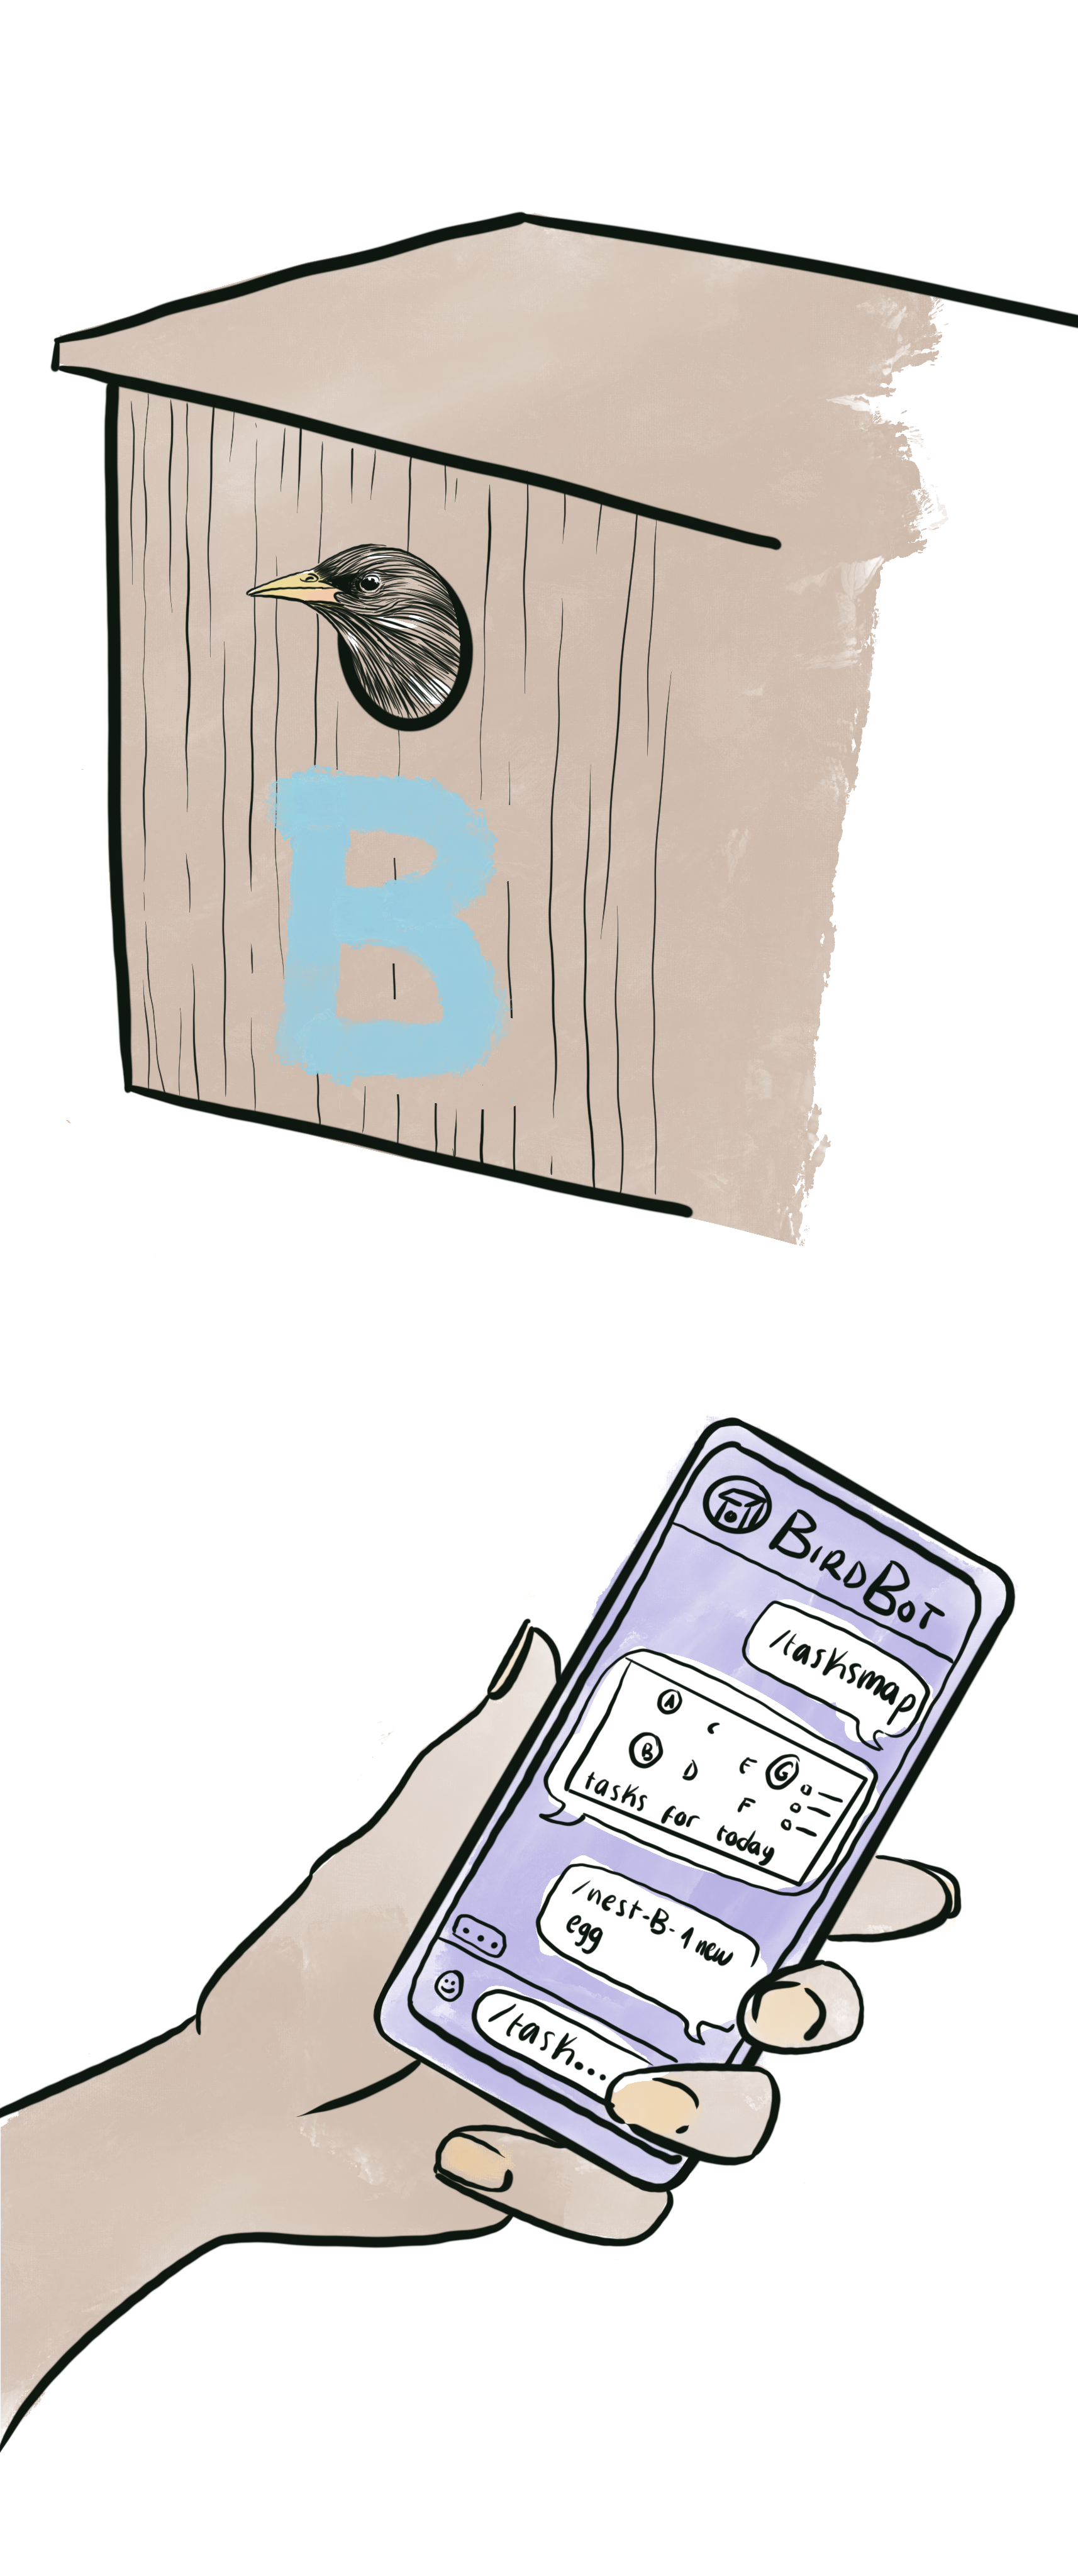 B
BIRDBOT
/tasksmap
A
C
B
D
E
G
F
tasks for today
/nest-B-1 new
egg
/task...